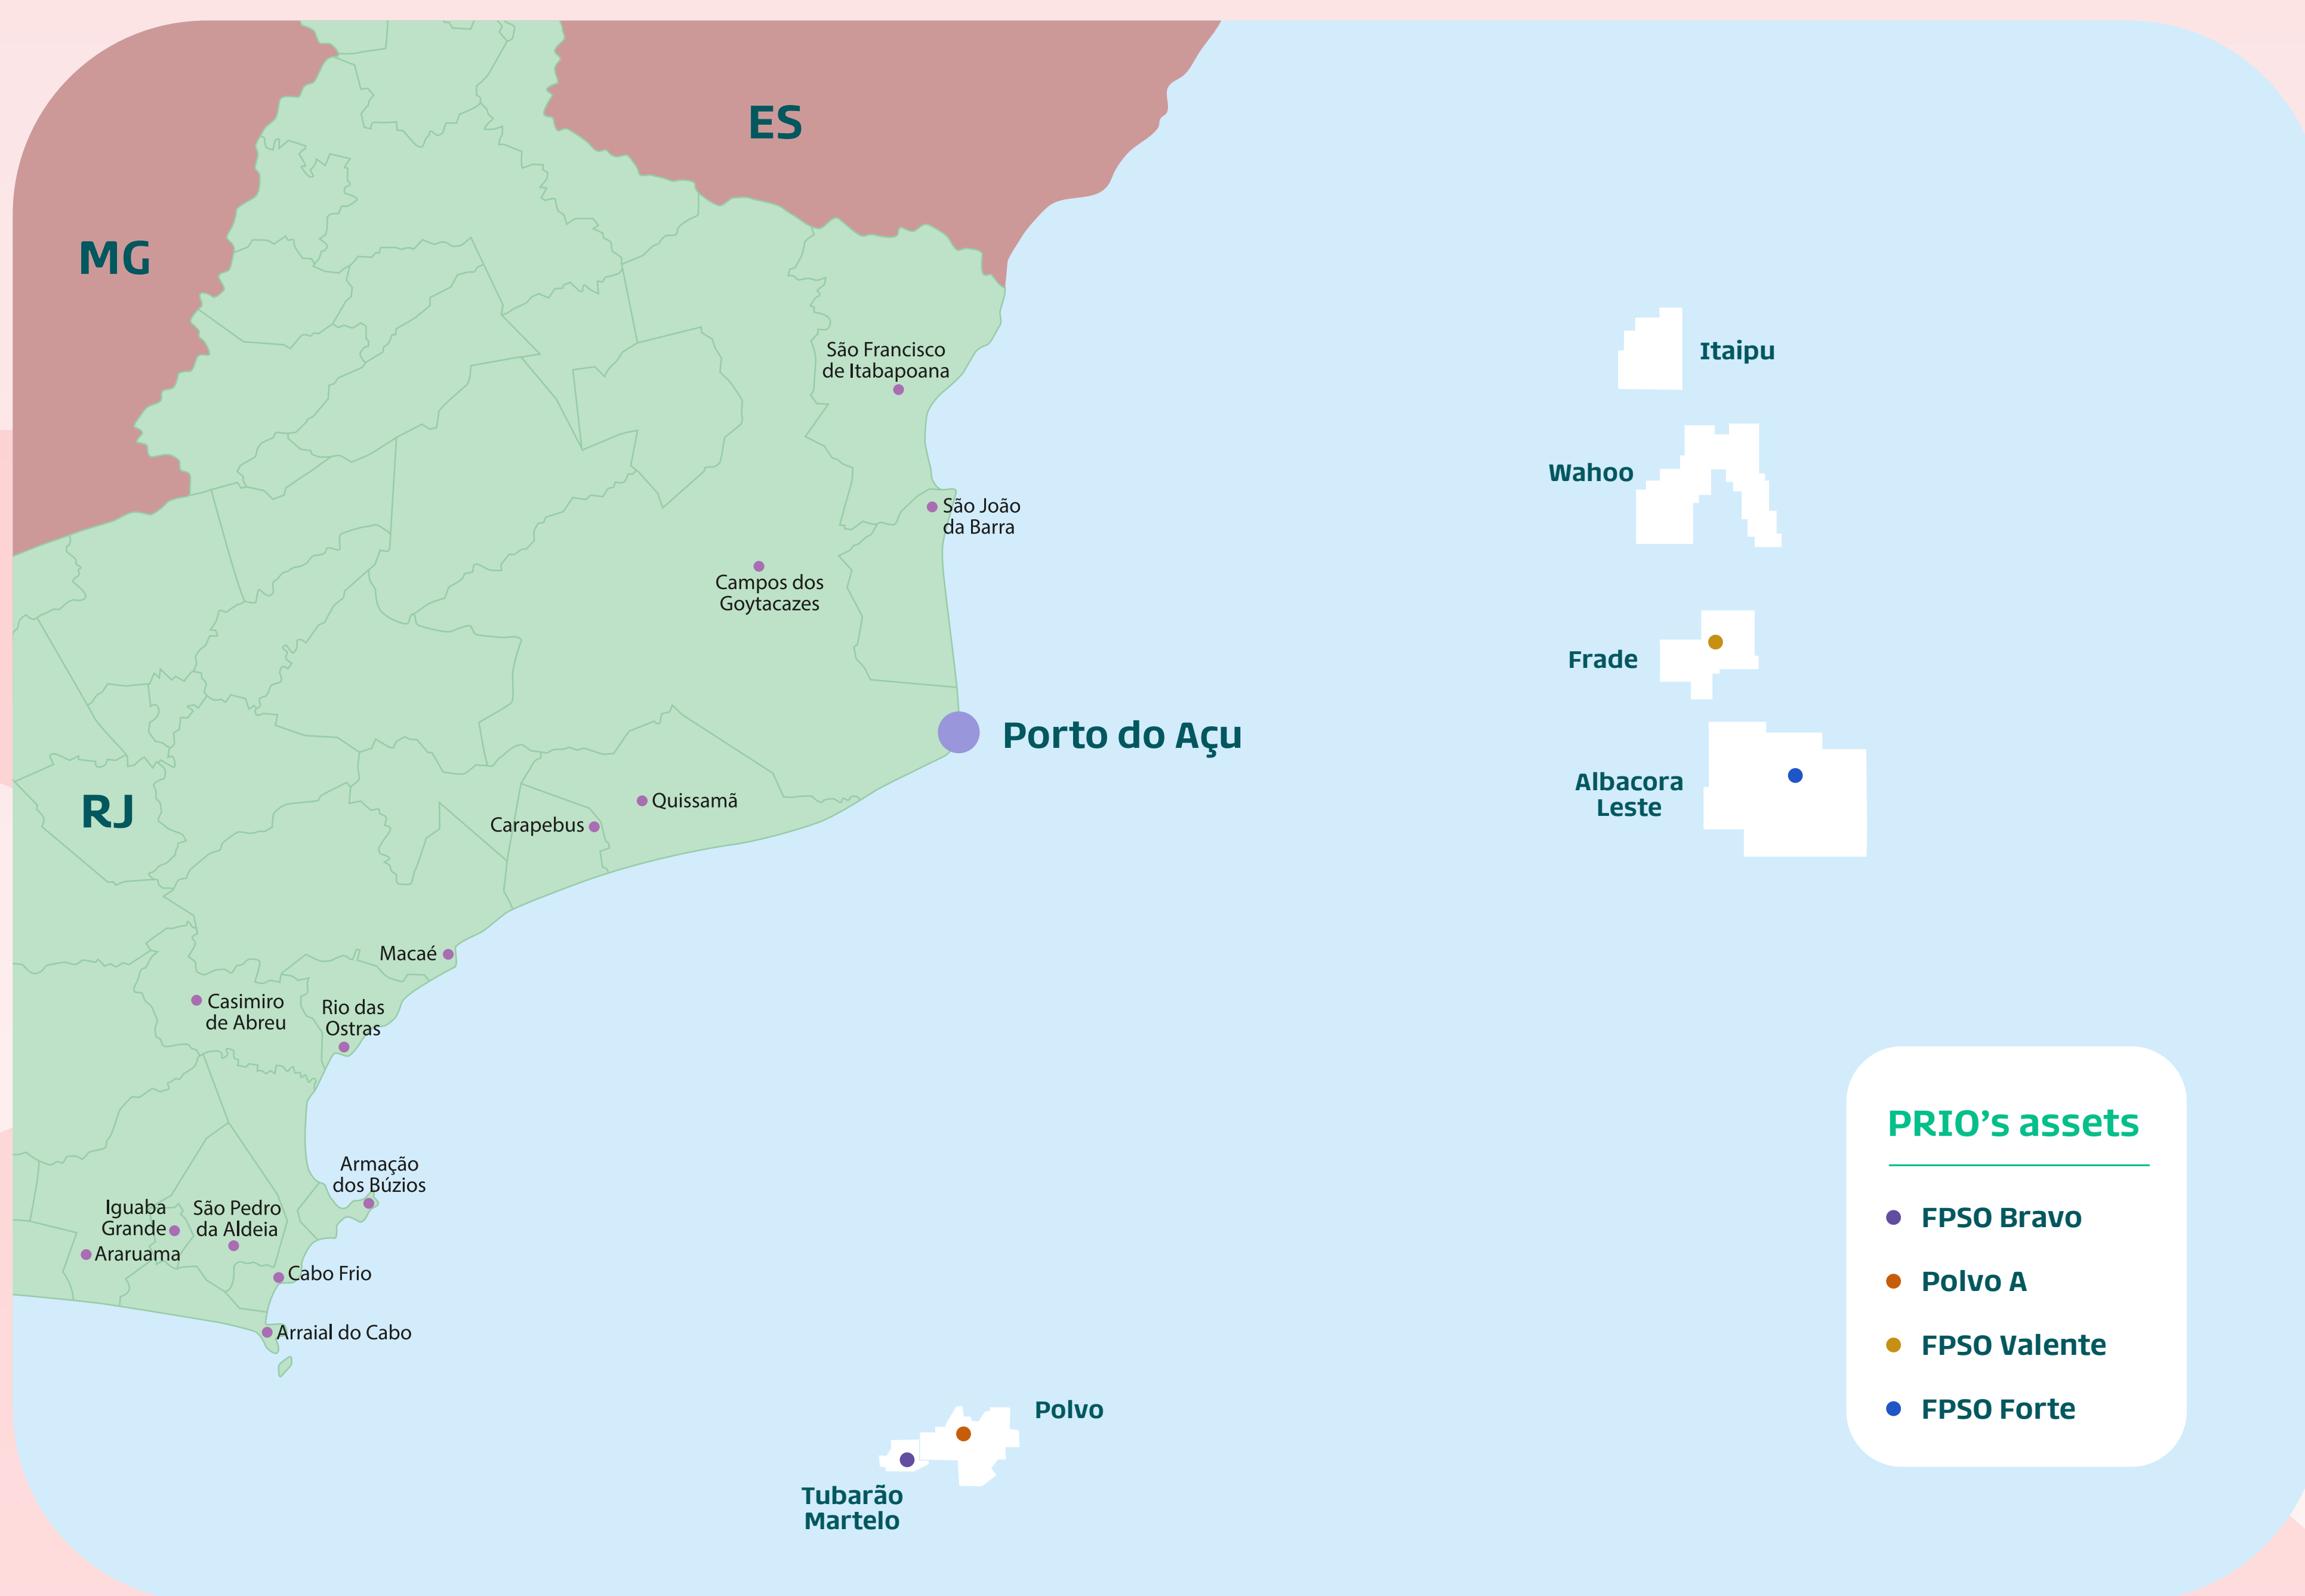 ES
MG
São Francisco
de Itabapoana
Itaipu
Wahoo
São João
da Barra
Campos dos
Goytacazes
Frade
Porto do Açu
Albacora
Leste
RJ
Quissamã
Carapebus
Macaé
Casimiro
de Abreu
Rio das
Ostras
Armação
dos Búzios
Iguaba
Grande
São Pedro
da Aldeia
Araruama
Cabo Frio
Arraial do Cabo
Polvo
Tubarão
Martelo
PRIO’s assets
FPSO Bravo
Polvo A
FPSO Valente
FPSO Forte